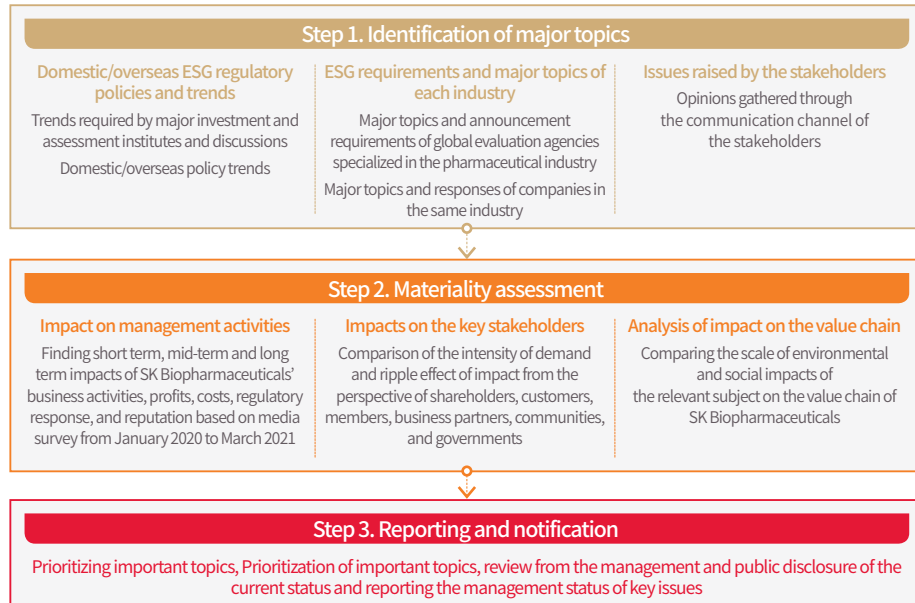 Step 1. Identification of major topics
Domestic/overseas ESG regulatory
policies and trends
Trends required by major investment and
assessment institutes and discussions
Domestic/overseas policy trends
ESG requirements and major topics of
each industry
Major topics and announcement
requirements of global evaluation agencies
specialized in the pharmaceutical industry
Major topics and responses of companies in
the same industry
Issues raised by the stakeholders
Opinions gathered through
the communication channel of
the stakeholders
Step 2. Materiality assessment
Impact on management activities
Finding short term, mid-term and long
term impacts of SK Biopharmaceuticals’
business activities, profits, costs, regulatory
response, and reputation based on media
survey from January 2020 to March 2021
Impacts on the key stakeholders
Comparison of the intensity of demand
and ripple effect of impact from the
perspective of shareholders, customers,
members, business partners, communities,
and governments
Analysis of impact on the value chain
Comparing the scale of environmental
and social impacts of
the relevant subject on the value chain of
SK Biopharmaceuticals
Step 3. Reporting and notification
Prioritizing important topics, Prioritization of important topics, review from the management and public disclosure of the
current status and reporting the management status of key issues